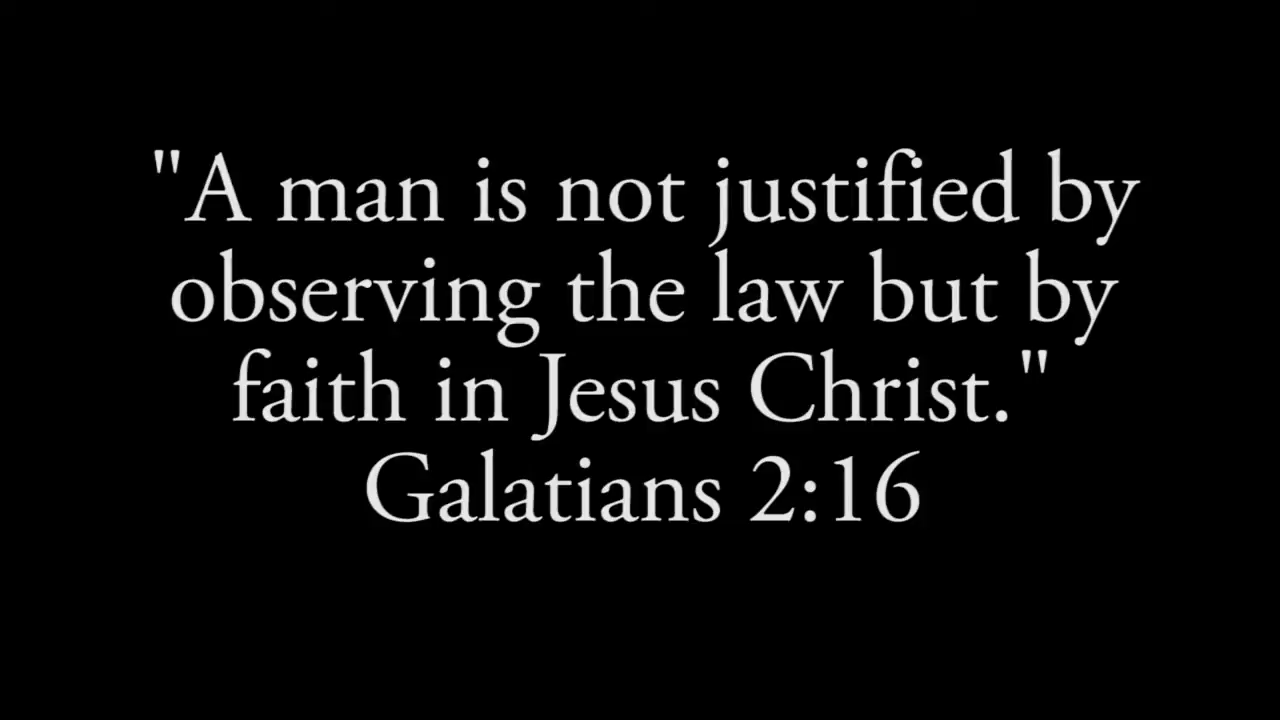 "A man is not justified by
observing the law but by
faith in Jesus Christ."
Galatians 2:16